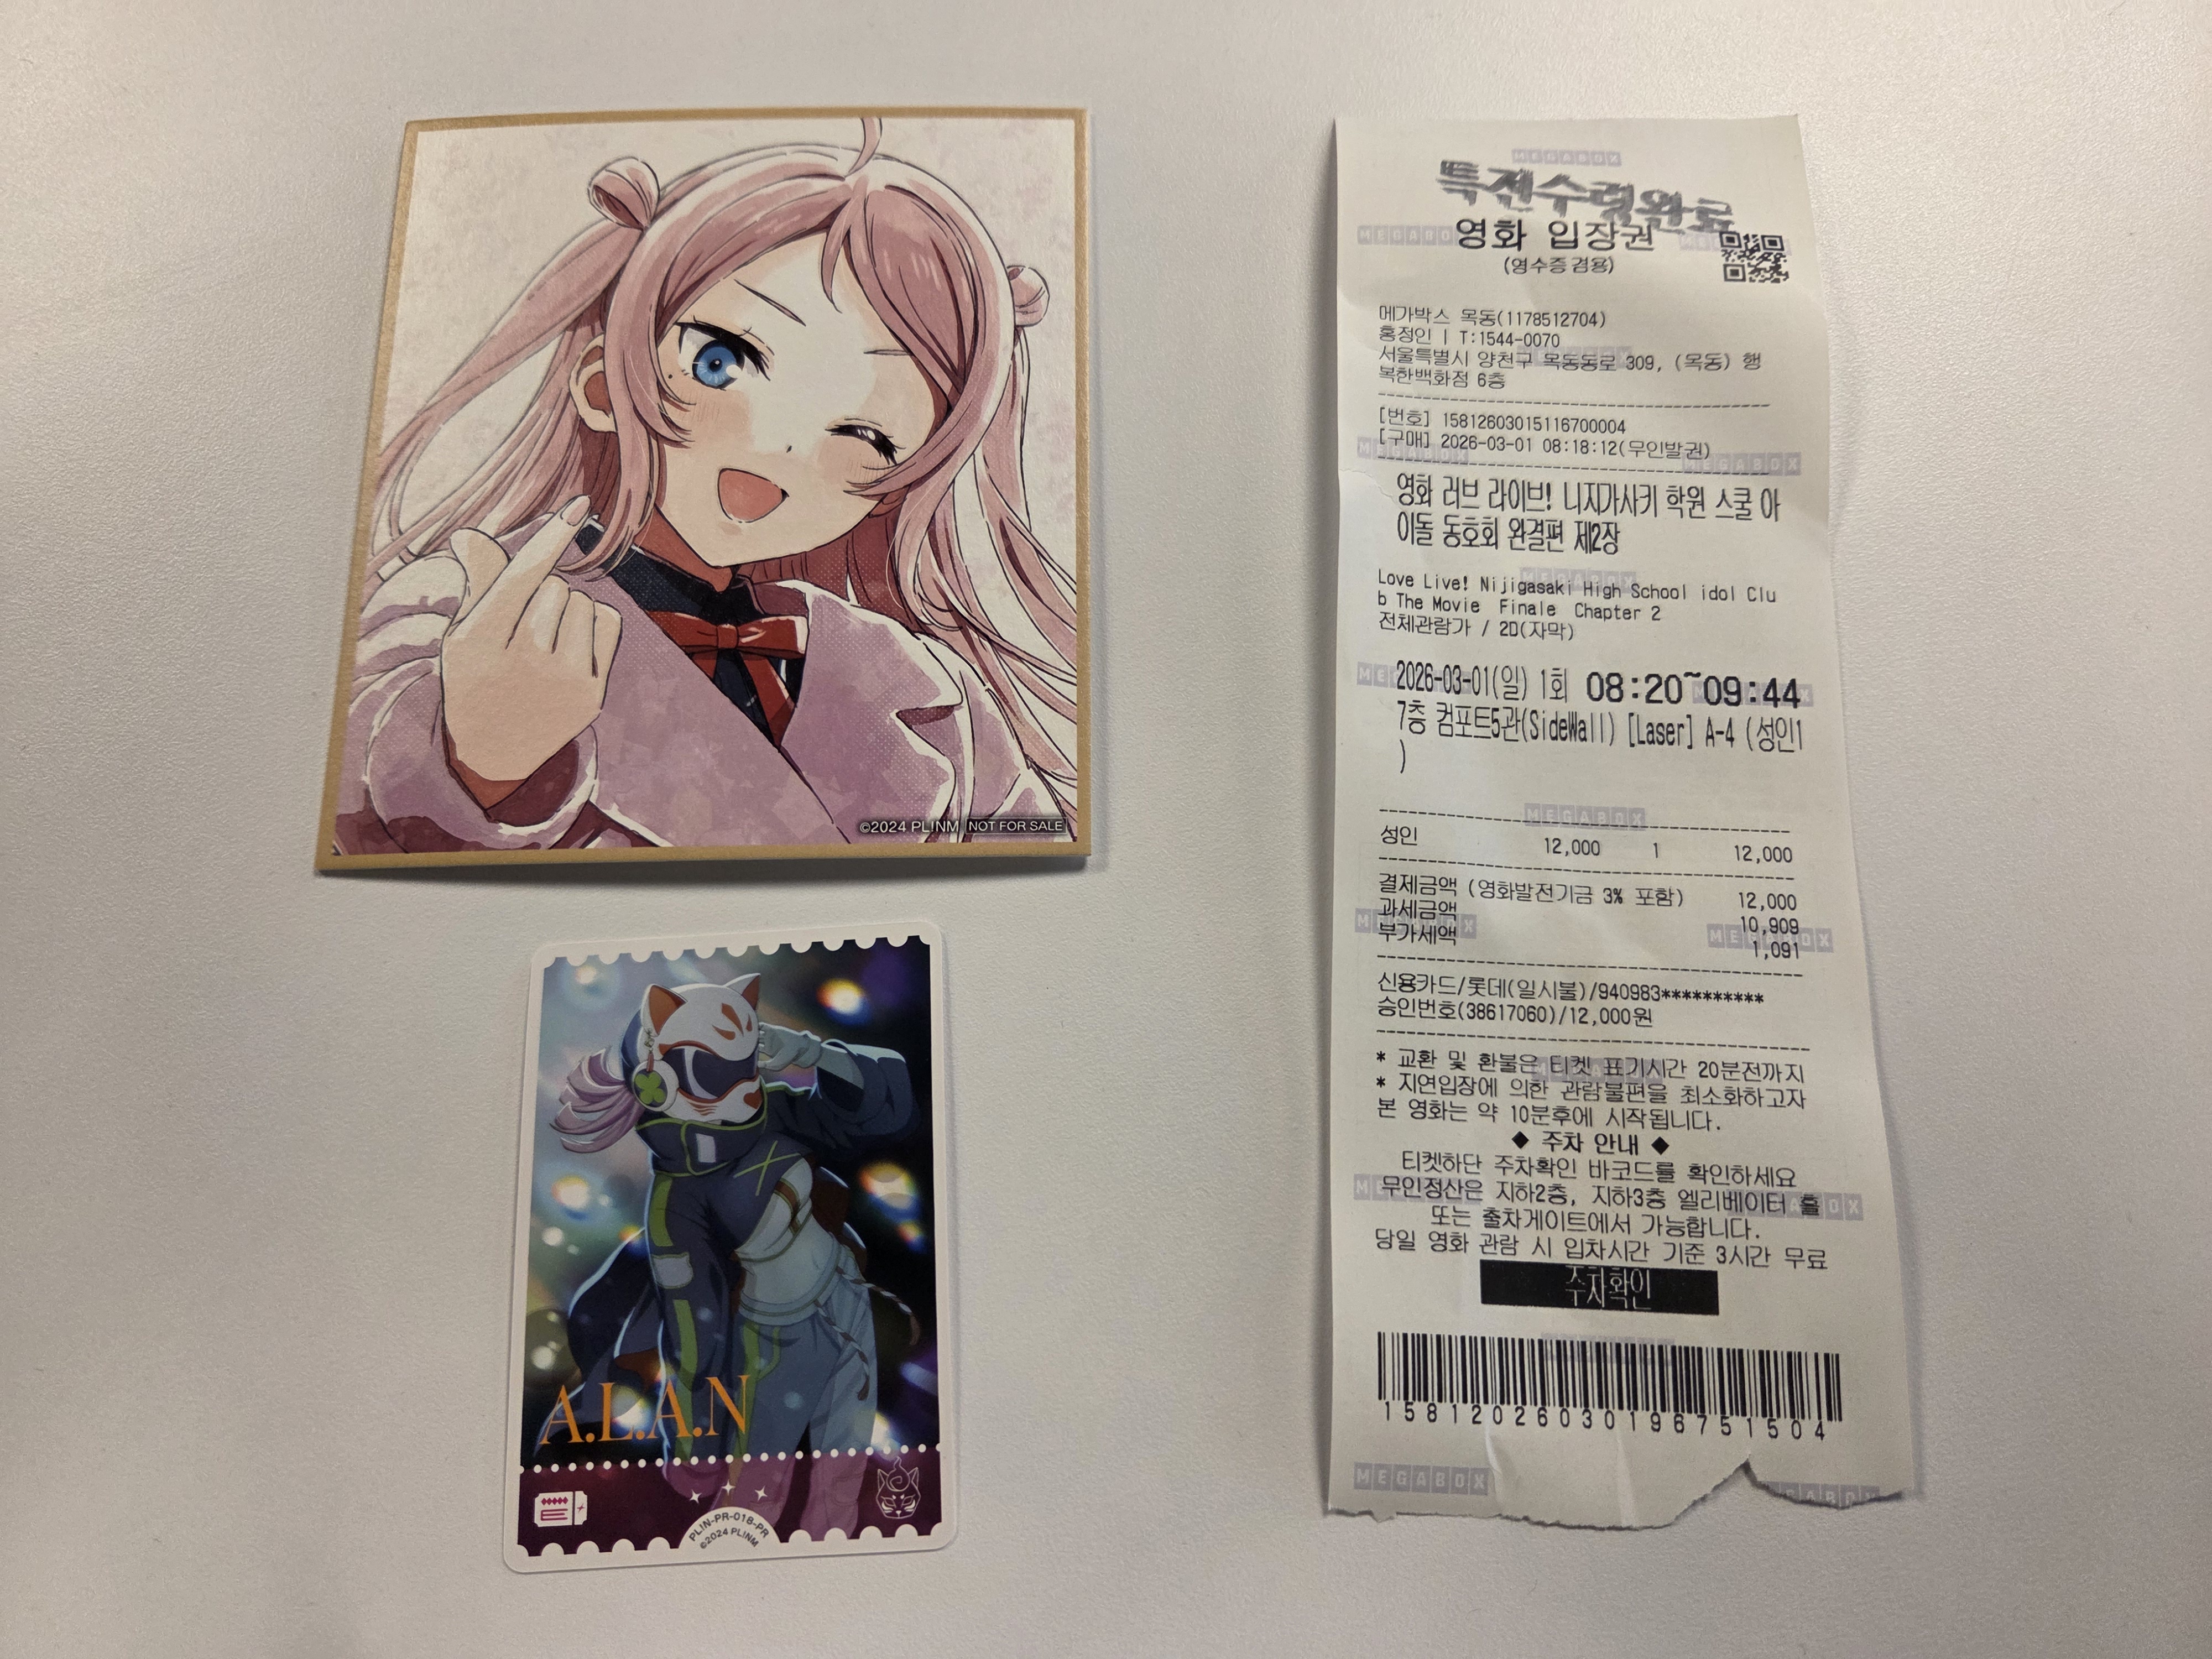 ©2024 PL!NM NOT FOR SALE
A.L.A.N
PL!N-PR-018-PR
©2024 PL!NM
MEGABOX
특전수령완료
영화 입장권
(영수증겸용)
메가박스 목동(1178512704)
홍정인 | T:1544-0070
서울특별시 양천구 목동동로 309, (목동) 행
복한백화점 6층
[번호] 15812603015116700004
[구매] 2026-03-01 08:18:12(무인발권)
영화 러브 라이브! 니지가사키 학원 스쿨 아
이돌 동호회 완결편 제2장
Love Live! Nijigasaki High School idol Clu
b The Movie Finale Chapter 2
전체관람가 / 2D(자막)
2026-03-01(일) 1회 08:20~09:44
7층 컴포트5관(SideWall) [Laser] A-4 (성인1
)
성인
12,000 1 12,000
결제금액 (영화발전기금 3% 포함) 12,000
과세금액 10,909
부가세액 1,091
신용카드/롯데(일시불)/940983**********
승인번호(38617060)/12,000원
* 교환 및 환불은 티켓 표기시간 20분전까지
* 지연입장에 의한 관람불편을 최소화하고자
본 영화는 약 10분후에 시작됩니다.
◆ 주차 안내 ◆
티켓하단 주차확인 바코드를 확인하세요
무인정산은 지하2층, 지하3층 엘리베이터 홀
또는 출차게이트에서 가능합니다.
당일 영화 관람 시 입차시간 기준 3시간 무료
주차확인
15812026030196751504
MEGABOX